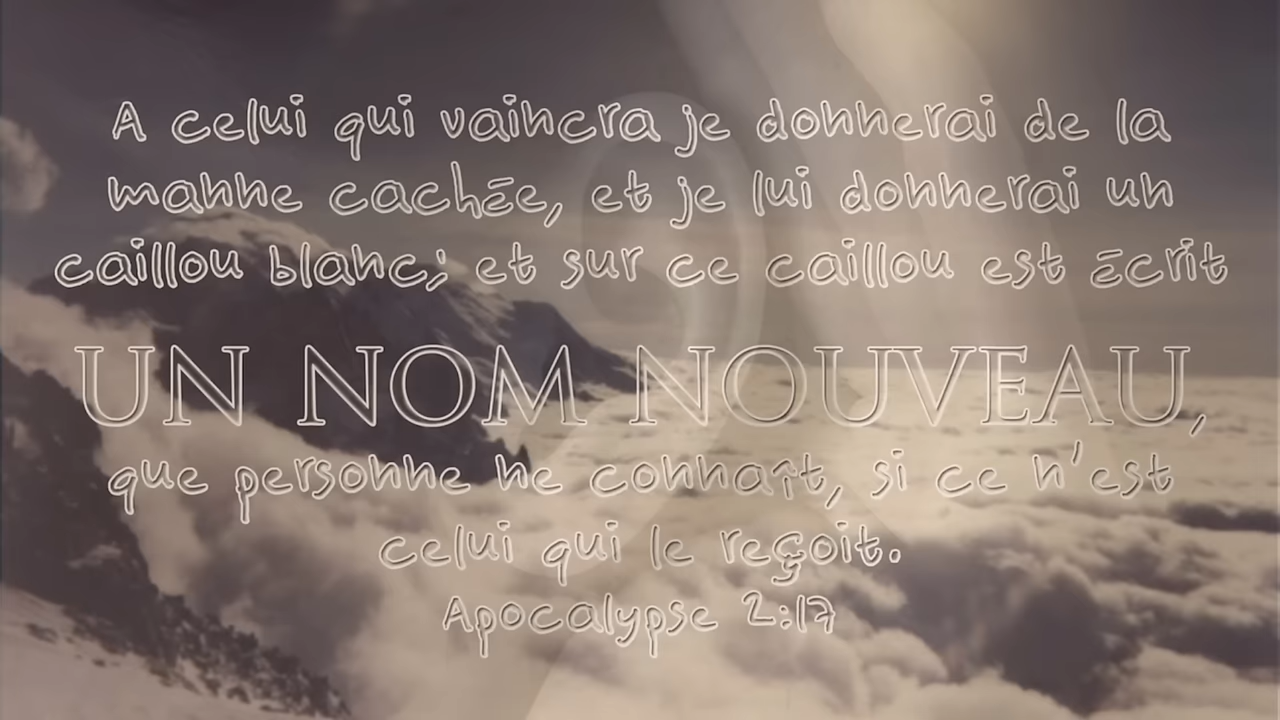 A celui qui vaincra je donnerai de la
manne cachée, et je lui donnerai un
caillou blanc; et sur ce caillou est écrit
UN NOM NOUVEAU,
que personne ne connaît, si ce n'est
celui qui le reçoit.
Apocalypse 2:17